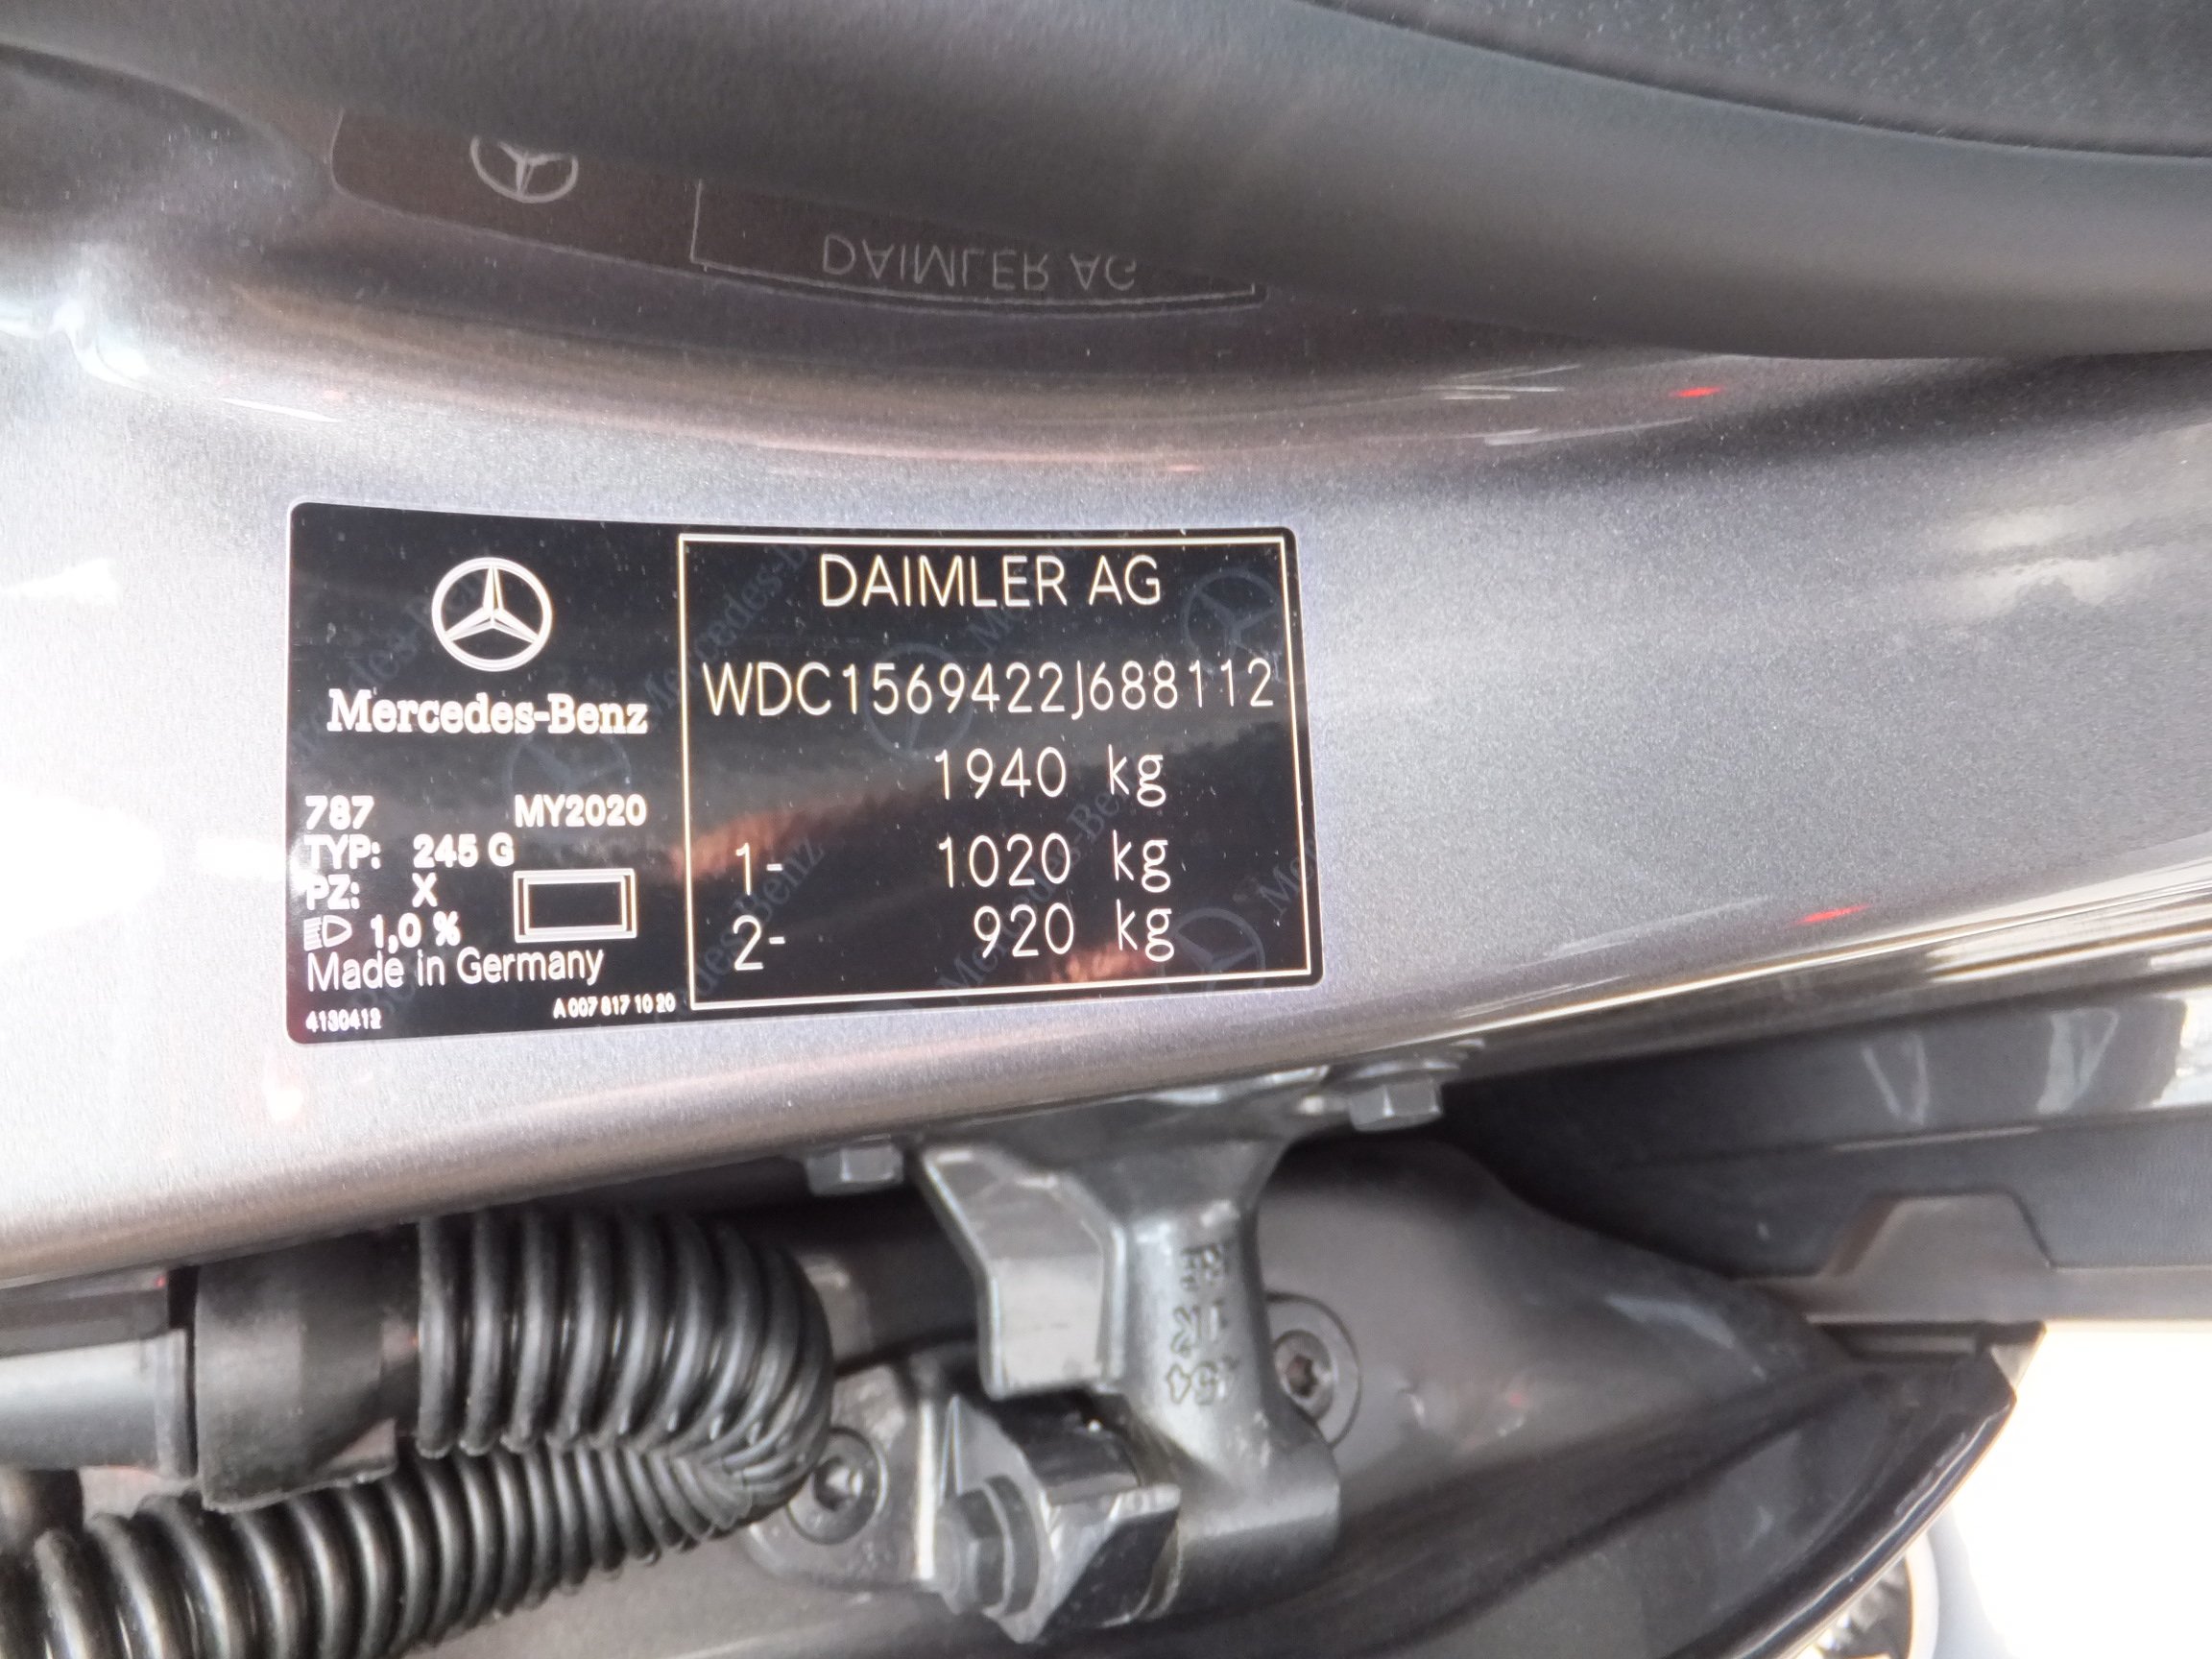 Mercedes-Benz
787 MY2020
TYP: 245 G
PZ: X
1,0 %
Made in Germany
4130412 A 007 817 10 20
DAIMLER AG
WDC1569422J688112
1940 kg
1- 1020 kg
2- 920 kg
DAIMLER AG